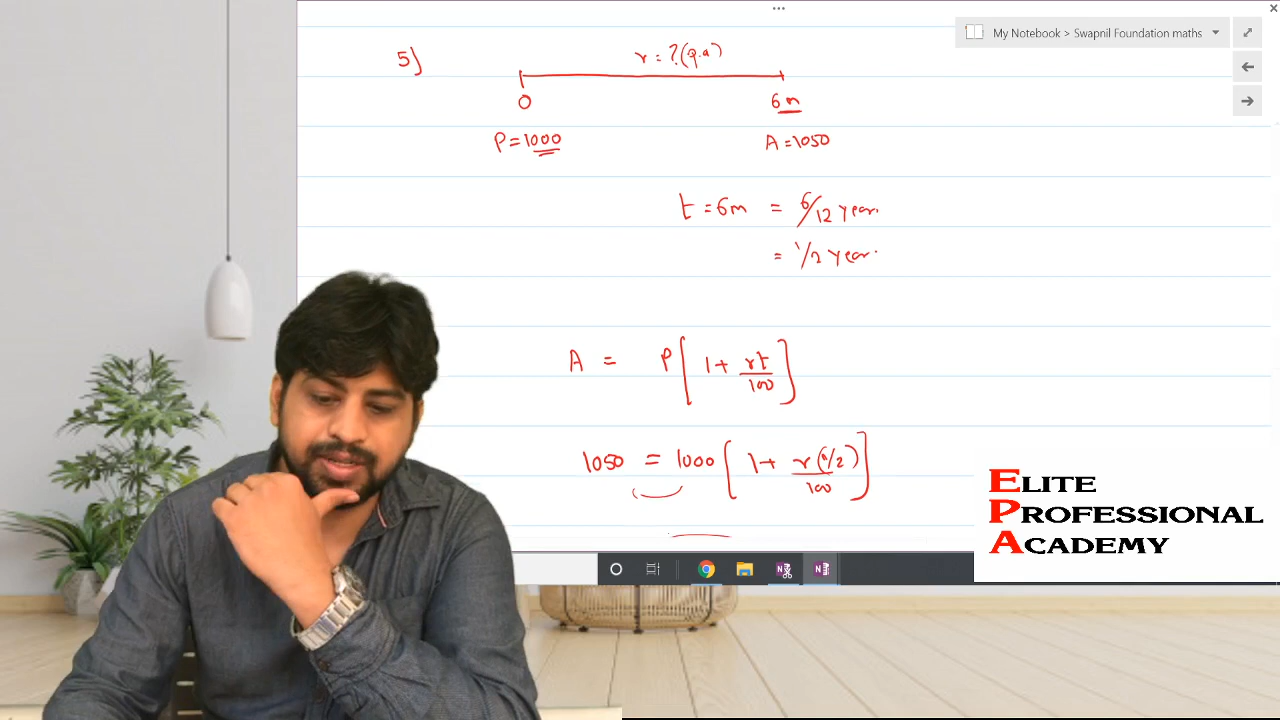 My Notebook > Swapnil Foundation maths
5)
r = ? (p.a)
0
6m
P = 1000
A = 1050
t = 6m = 6/12 year.
= 1/2 year.
A = P[1 + rt/100]
1050 = 1000[1 + r(1/2)/100]
ELITE
PROFESSIONAL
ACADEMY